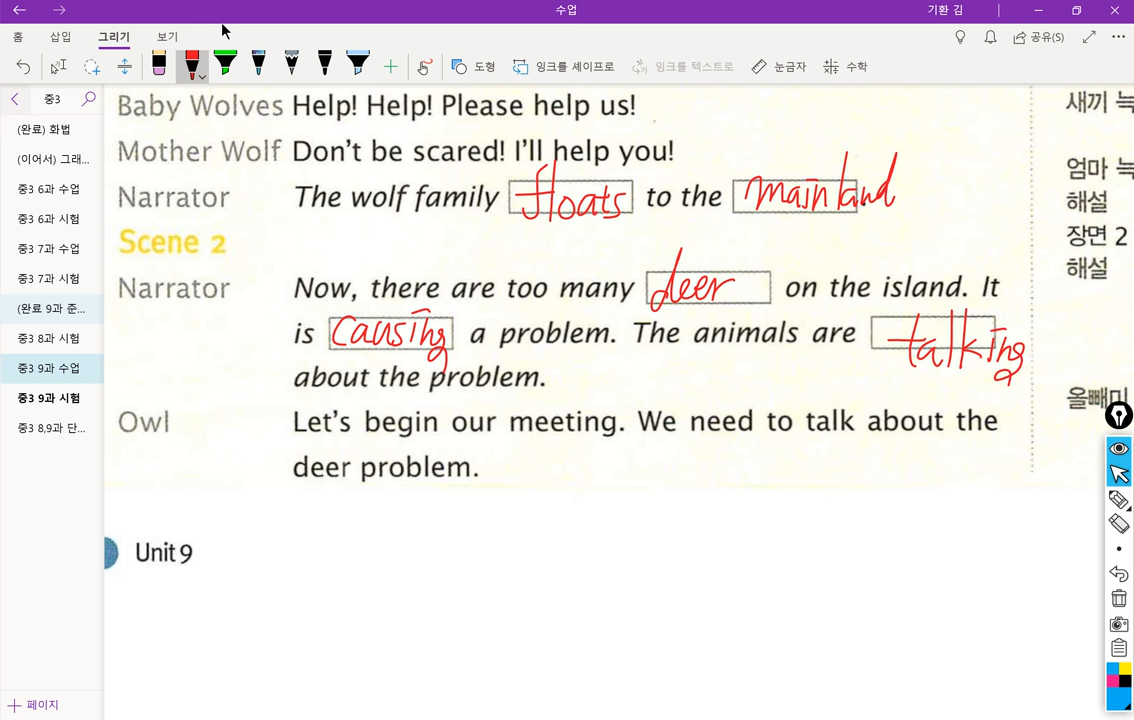 수업
기환 김
홈 삽입 그리기 보기
공유(S)
도형 잉크를 셰이프로 잉크를 텍스트로 눈금자 수학
중3
(완료) 화법
(이어서) 그래...
중3 6과 수업
중3 6과 시험
중3 7과 수업
중3 7과 시험
(완료 9과 준...
중3 8과 시험
중3 9과 수업
중3 9과 시험
중3 8,9과 단...
페이지
Baby Wolves Help! Help! Please help us!
Mother Wolf Don't be scared! I'll help you!
Narrator The wolf family floats to the mainland
Scene 2
Narrator Now, there are too many deer on the island. It
is causing a problem. The animals are talking
about the problem.
Owl Let's begin our meeting. We need to talk about the
deer problem.
Unit 9
새끼
엄마
해설
장면 2
해설
올빼미